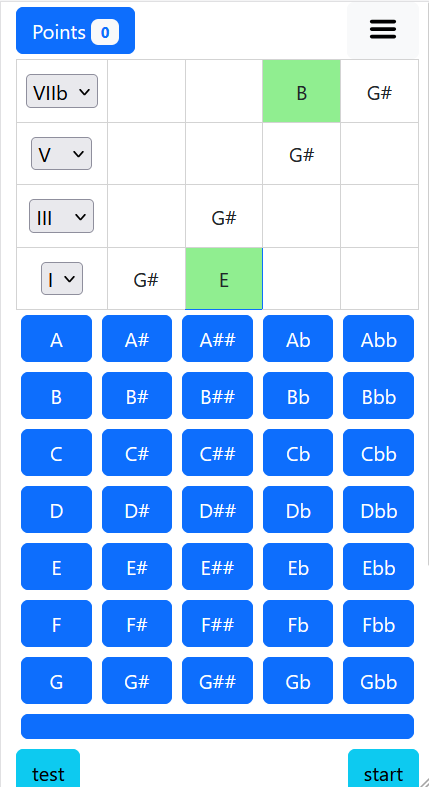 Points 0
VIIb B G#
V G#
III G#
I G# E
A A# A## Ab Abb
B B# B## Bb Bbb
C C# C## Cb Cbb
D D# D## Db Dbb
E E# E## Eb Ebb
F F# F## Fb Fbb
G G# G## Gb Gbb
test start